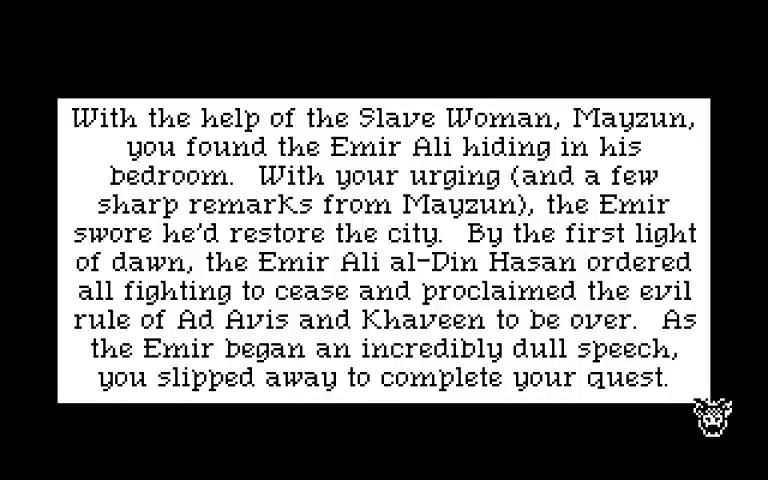 With the help of the Slave Woman, Mayzun,
you found the Emir Ali hiding in his
bedroom.  With your urging (and a few
sharp remarks from Mayzun), the Emir
swore he'd restore the city.  By the first light
of dawn, the Emir Ali al-Din Hasan ordered
all fighting to cease and proclaimed the evil
rule of Ad Avis and Khaveen to be over.  As
the Emir began an incredibly dull speech,
you slipped away to complete your quest.